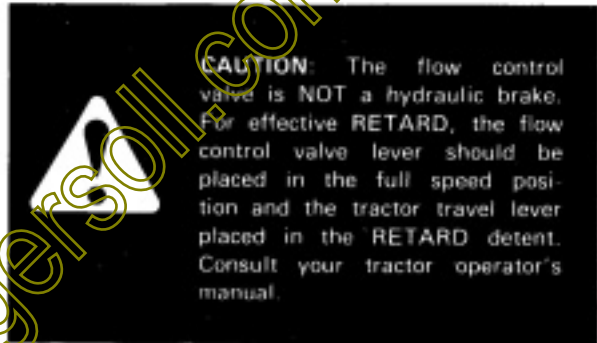 CAUTION: The flow control
valve is NOT a hydraulic brake.
For effective RETARD, the flow
control valve lever should be
placed in the full speed posi-
tion and the tractor travel lever
placed in the RETARD detent.
Consult your tractor operator's
manual.
gersoll.com